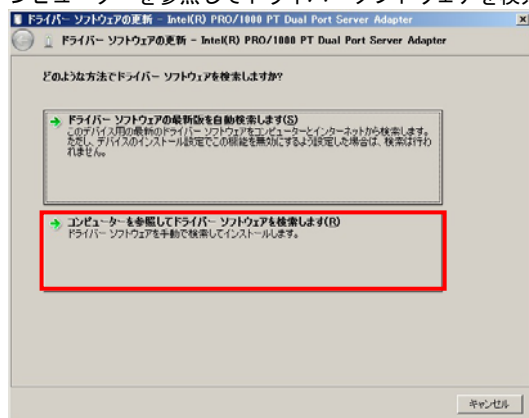 ンピューターを参照してドライバー ソフトウェアを検
ドライバー ソフトウェアの更新 - Intel(R) PRO/1000 PT Dual Port Server Adapter
ドライバー ソフトウェアの更新 - Intel(R) PRO/1000 PT Dual Port Server Adapter
どのような方法でドライバー ソフトウェアを検索しますか?
ドライバー ソフトウェアの最新版を自動検索します(S)
このデバイス用の最新のドライバー ソフトウェアをコンピューターとインターネットから検索します。
ただし、デバイスのインストール設定でこの機能を無効にするよう設定した場合は、検索は行わ
れません。
コンピューターを参照してドライバー ソフトウェアを検索します(R)
ドライバー ソフトウェアを手動で検索してインストールします。
キャンセル